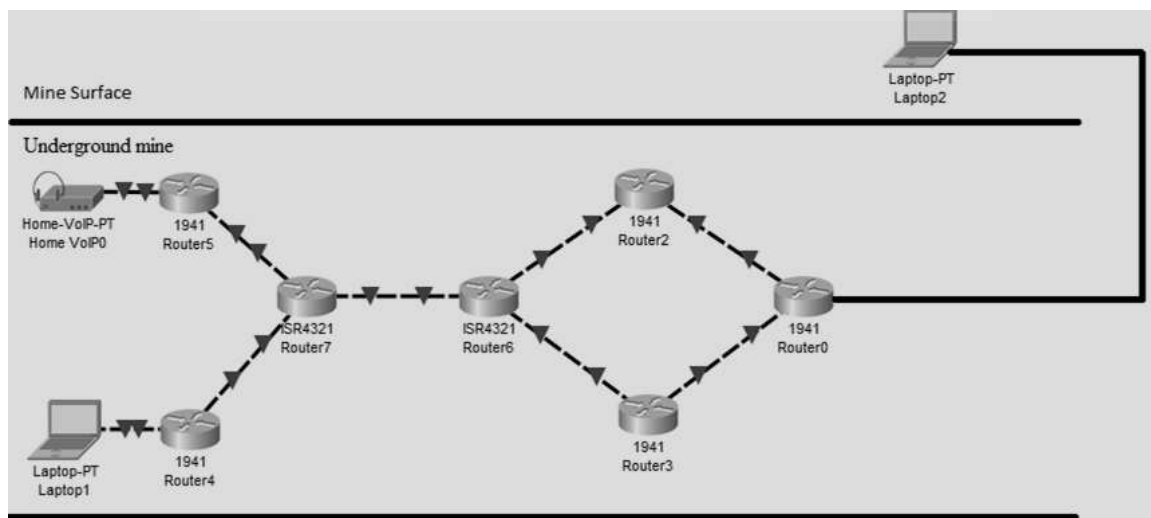 Laptop-PT
Laptop2
Mine Surface
Underground mine
Home-VoIP-PT
Home VoIP0
1941
Router5
1941
Router2
ISR4321
Router7
ISR4321
Router6
1941
Router0
Laptop-PT
Laptop1
1941
Router4
1941
Router3